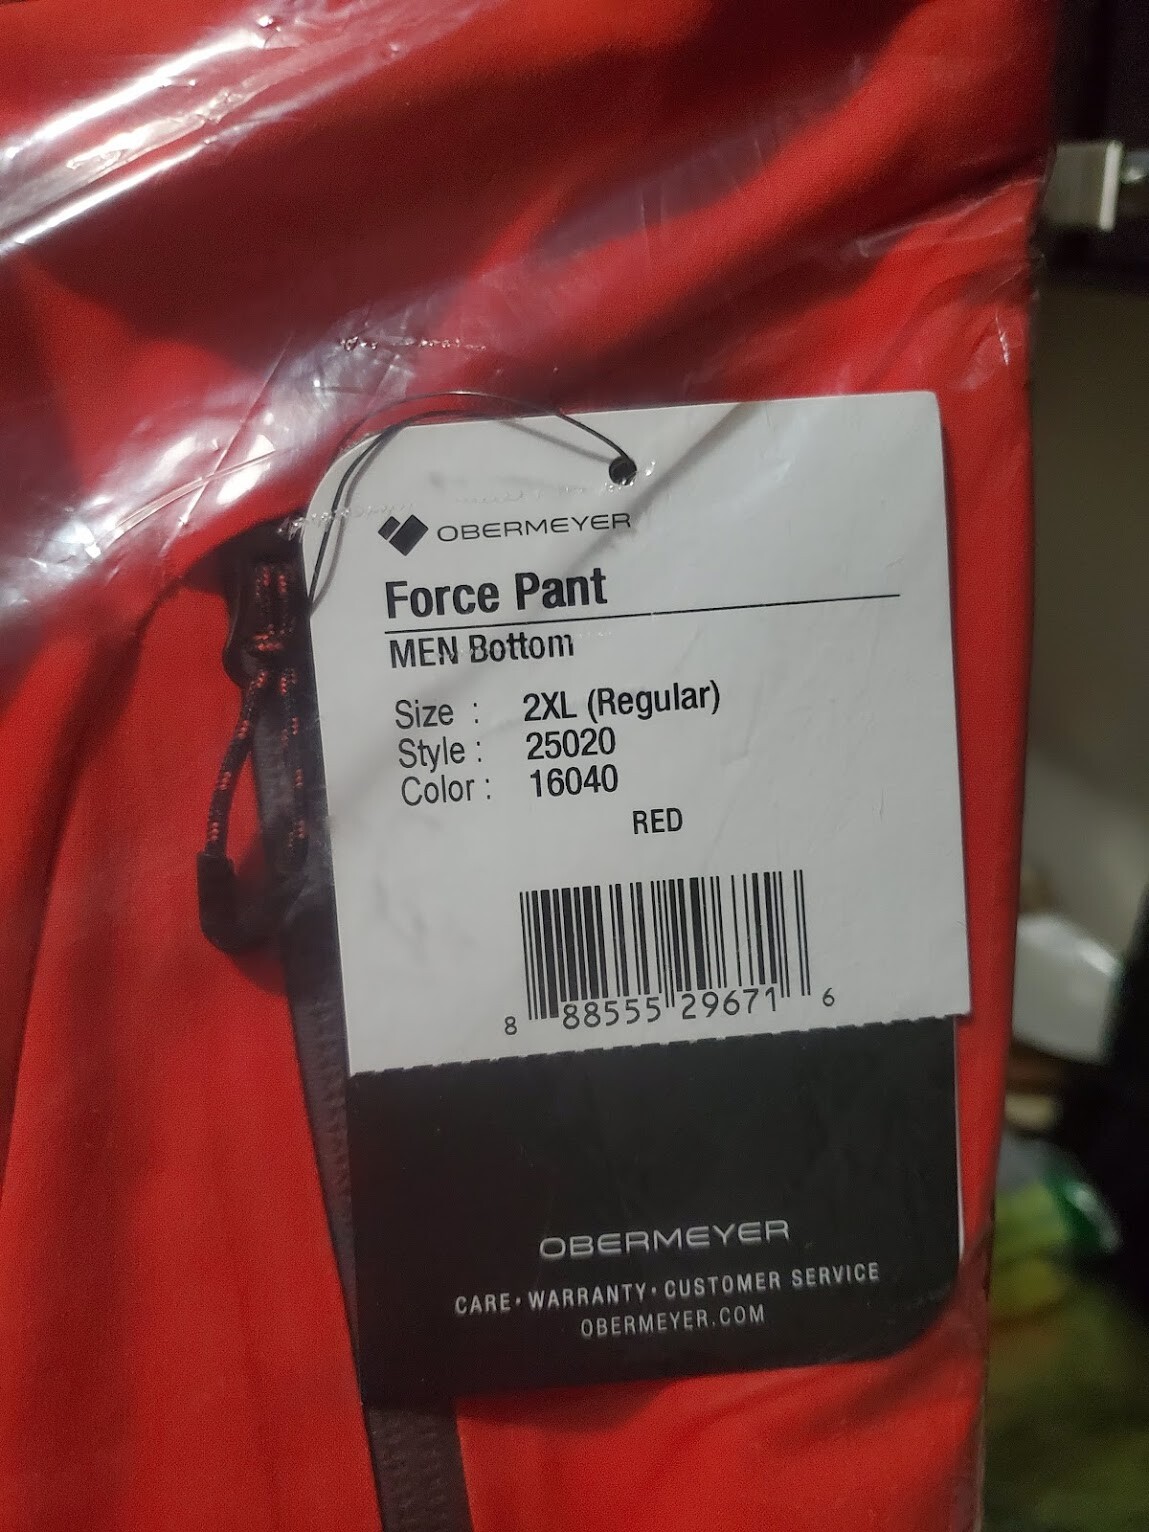 OBERMEYER
Force Pant
MEN Bottom
Size : 2XL (Regular)
Style : 25020
Color : 16040
RED
8 88555 29671 6
OBERMEYER
CARE • WARRANTY • CUSTOMER SERVICE
OBERMEYER.COM